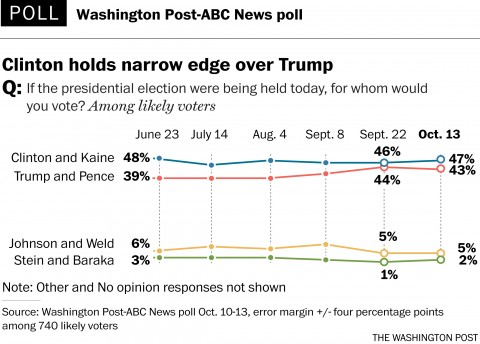 POLL Washington Post-ABC News poll
Clinton holds narrow edge over Trump
Q: If the presidential election were being held today, for whom would
you vote? Among likely voters
June 23 July 14 Aug. 4 Sept. 8 Sept. 22 Oct. 13
46%
Clinton and Kaine 48% 47%
Trump and Pence 39% 43%
44%
5%
Johnson and Weld 6% 5%
Stein and Baraka 3% 2%
1%
Note: Other and No opinion responses not shown
Source: Washington Post-ABC News poll Oct. 10-13, error margin +/- four percentage points
among 740 likely voters
THE WASHINGTON POST